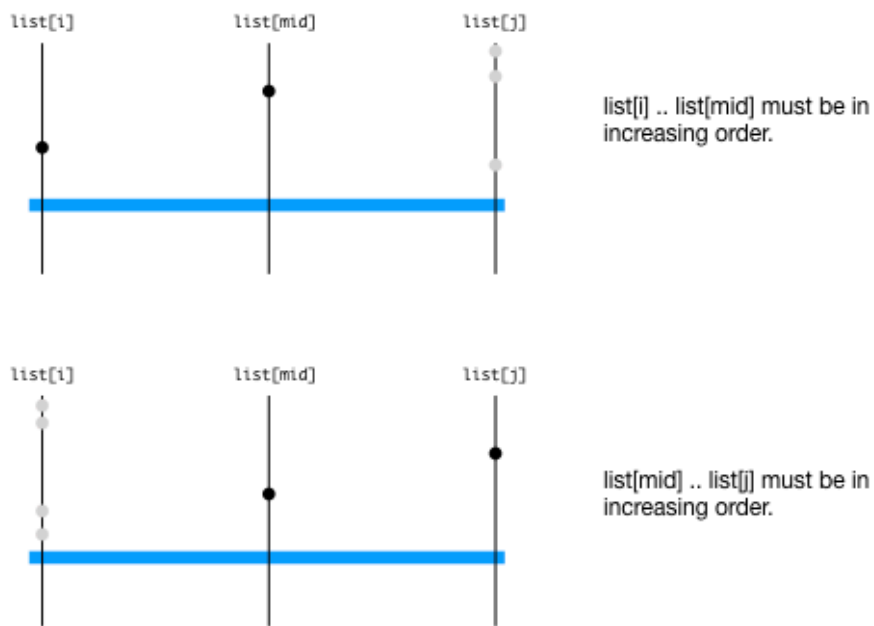 list[i] list[mid] list[j]
list[i] .. list[mid] must be in
increasing order.
list[i] list[mid] list[j]
list[mid] .. list[j] must be in
increasing order.